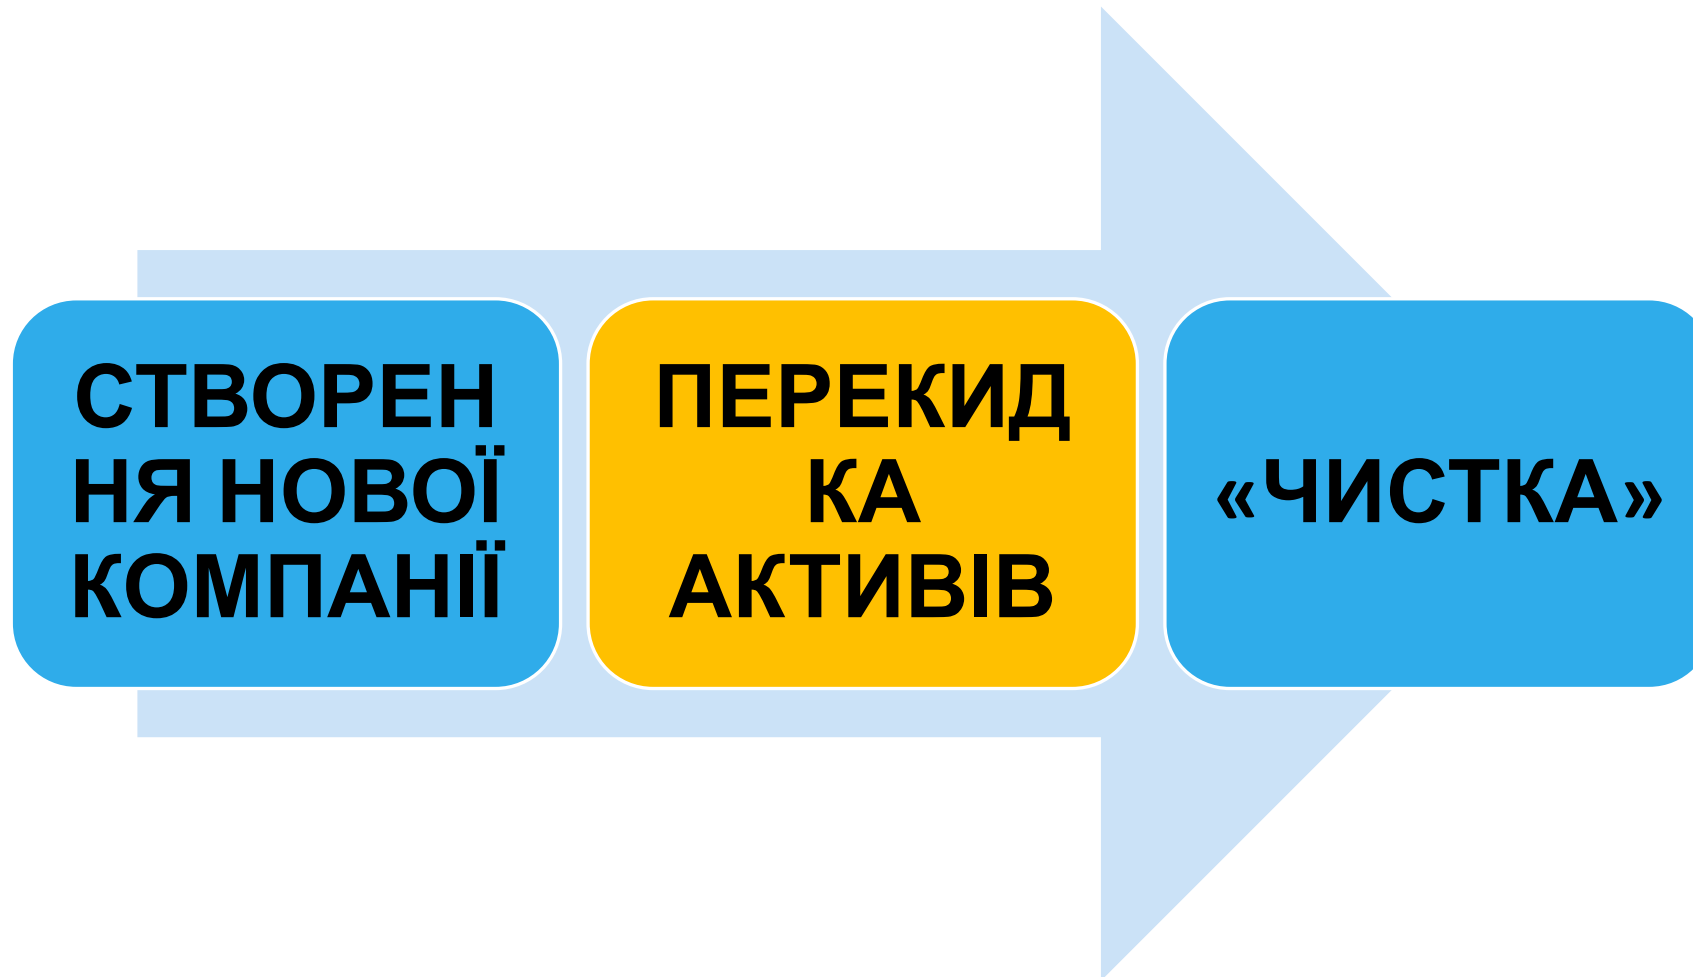 СТВОРЕН
НЯ НОВОЇ
КОМПАНІЇ
ПЕРЕКИД
КА
АКТИВІВ
«ЧИСТКА»